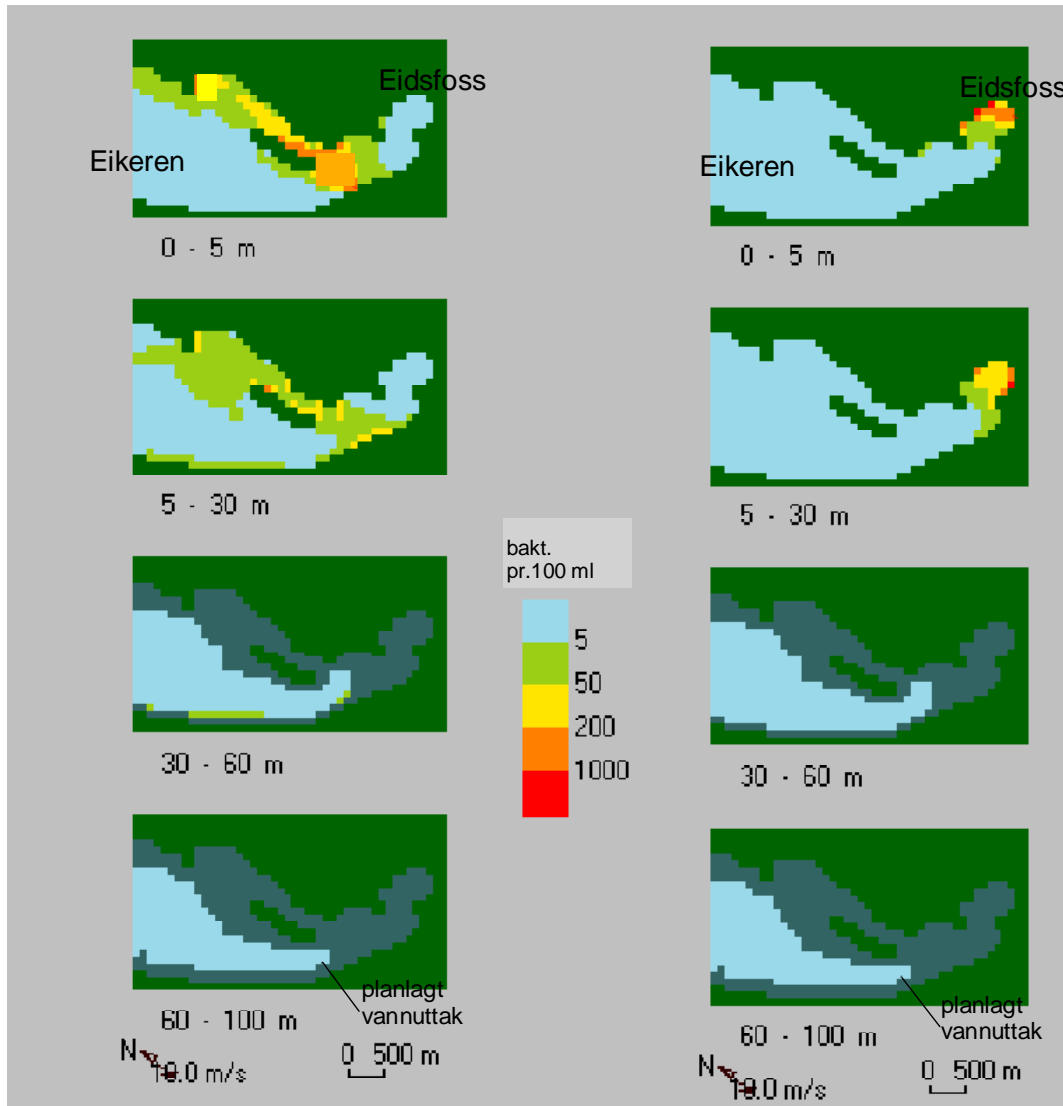 Eidsfoss
Eikeren
0 - 5 m
5 - 30 m
30 - 60 m
60 - 100 m
planlagt
vannuttak
N
m/s
0 500 m
bakt.
pr.100 ml
5
50
200
1000
Eidsfoss
Eikeren
0 - 5 m
5 - 30 m
30 - 60 m
60 - 100 m
planlagt
vannuttak
N
m/s
0 500 m